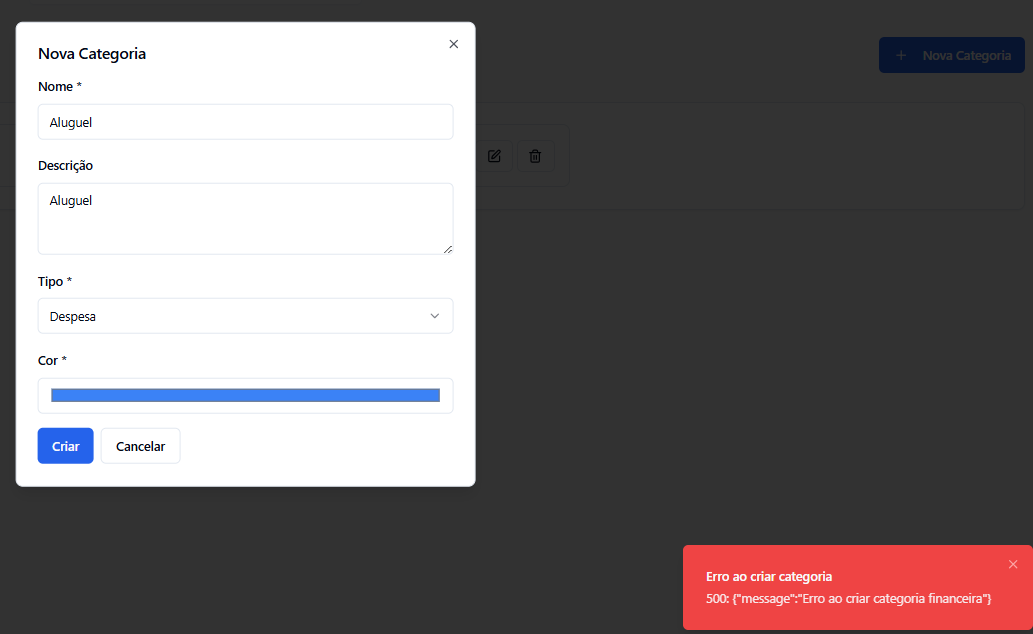 Nova Categoria
Nome *
Aluguel
Descrição
Aluguel
Tipo *
Despesa
Cor *
Criar
Cancelar
Nova Categoria
Erro ao criar categoria
500: {"message":"Erro ao criar categoria financeira"}